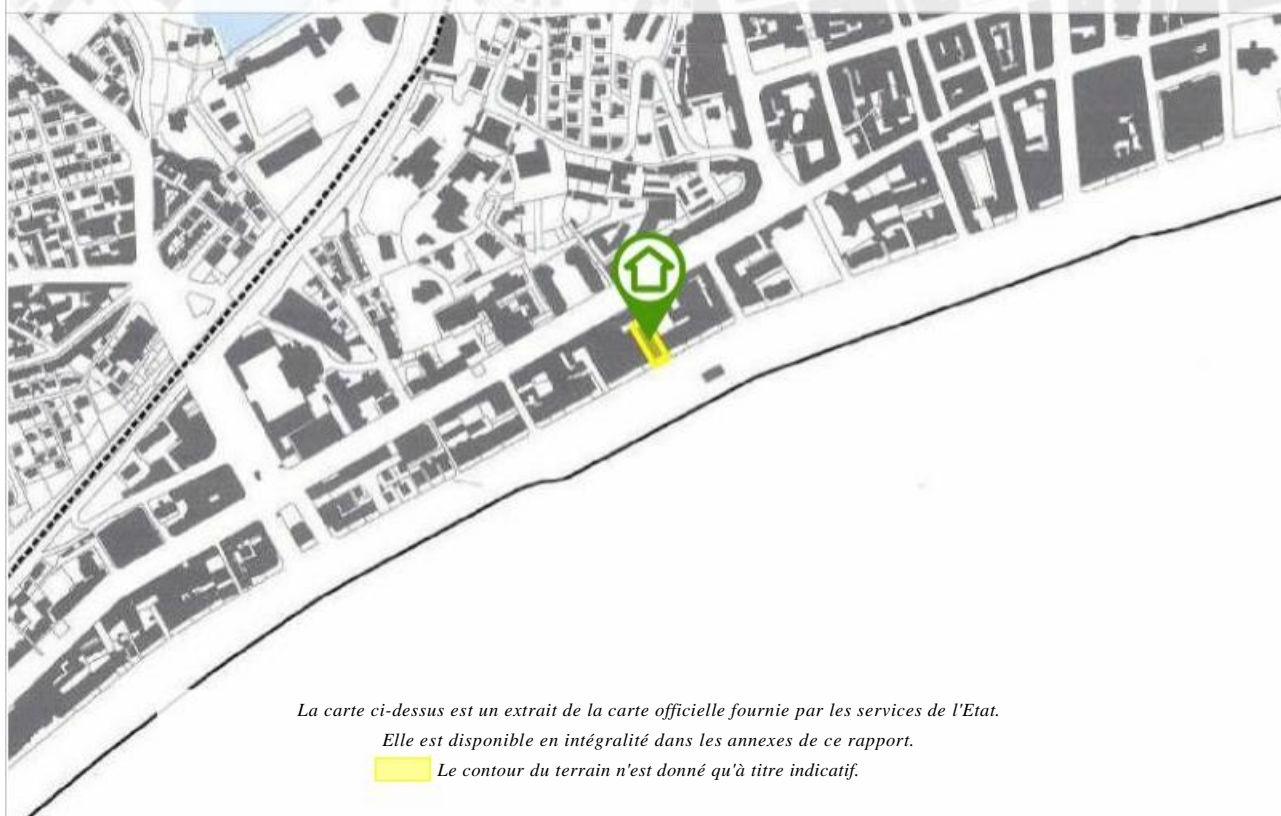 La carte ci-dessus est un extrait de la carte officielle fournie par les services de l'Etat.
Elle est disponible en intégralité dans les annexes de ce rapport.
Le contour du terrain n'est donné qu'à titre indicatif.